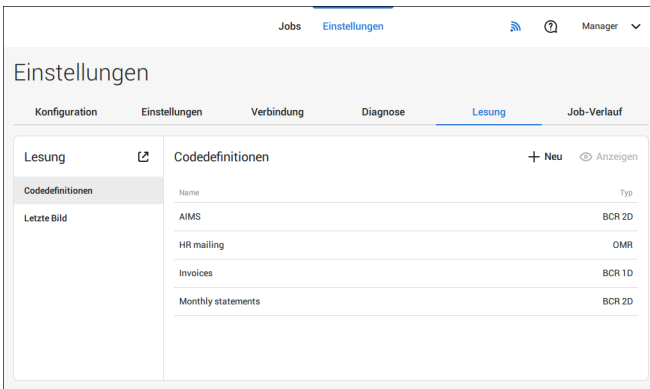 Jobs Einstellungen Manager
Einstellungen
Konfiguration Einstellungen Verbindung Diagnose Lesung Job-Verlauf
Lesung Codedefinitionen Neu Anzeigen
Codedefinitionen Name Typ
Letzte Bild AIMS BCR 2D
HR mailing OMR
Invoices BCR 1D
Monthly statements BCR 2D